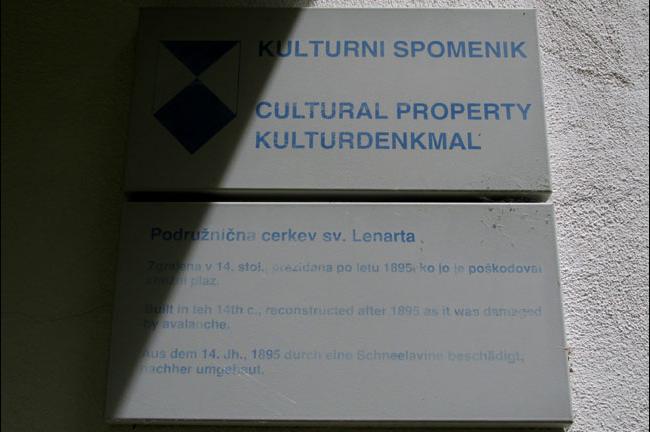 KULTURNI SPOMENIK
CULTURAL PROPERTY
KULTURDENKMAL
Podružnična cerkev sv. Lenarta
Zgrajena v 14. stol., prezidana po letu 1895, ko jo je poškodoval
snežni plaz.
Built in teh 14th c., reconstructed after 1895 as it was damaged
by avalanche.
Aus dem 14. Jh., 1895 durch eine Schneelavine beschädigt,
nachher umgebaut.